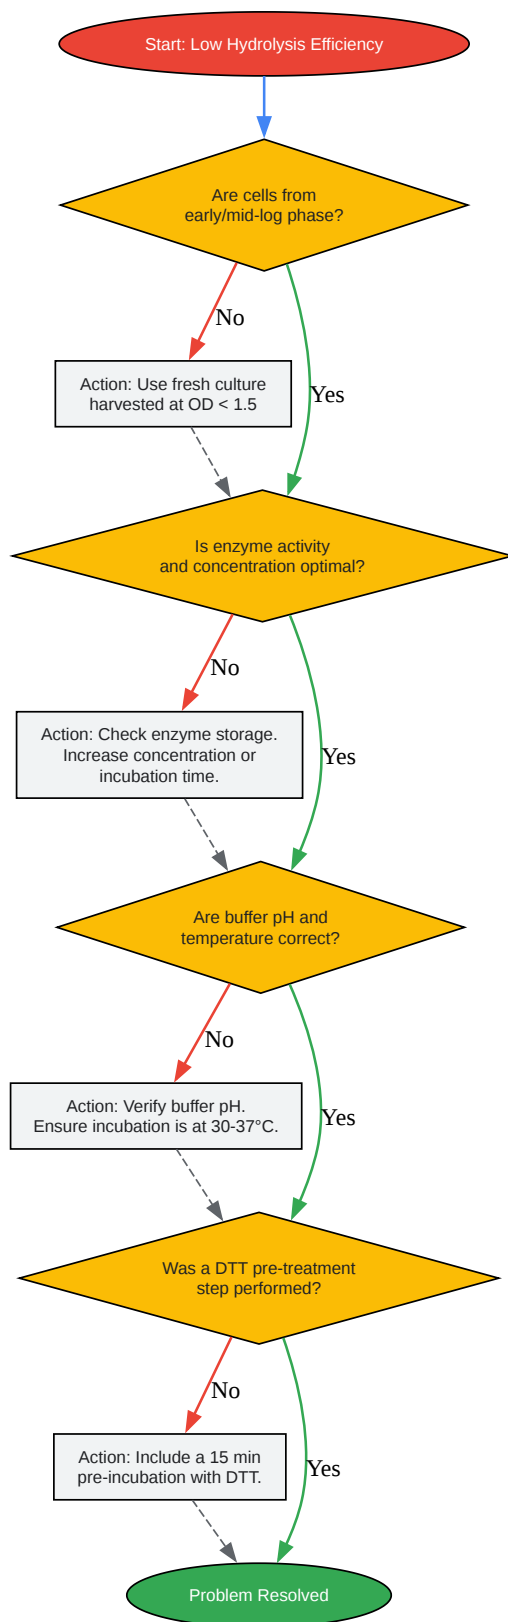 Start: Low Hydrolysis Efficiency
Are cells from
early/mid-log phase?
No
Action: Use fresh culture
harvested at OD < 1.5
Yes
Is enzyme activity
and concentration optimal?
No
Action: Check enzyme storage.
Increase concentration or
incubation time.
Yes
Are buffer pH and
temperature correct?
No
Action: Verify buffer pH.
Ensure incubation is at 30-37°C.
Yes
Was a DTT pre-treatment
step performed?
No
Action: Include a 15 min
pre-incubation with DTT.
Yes
Problem Resolved